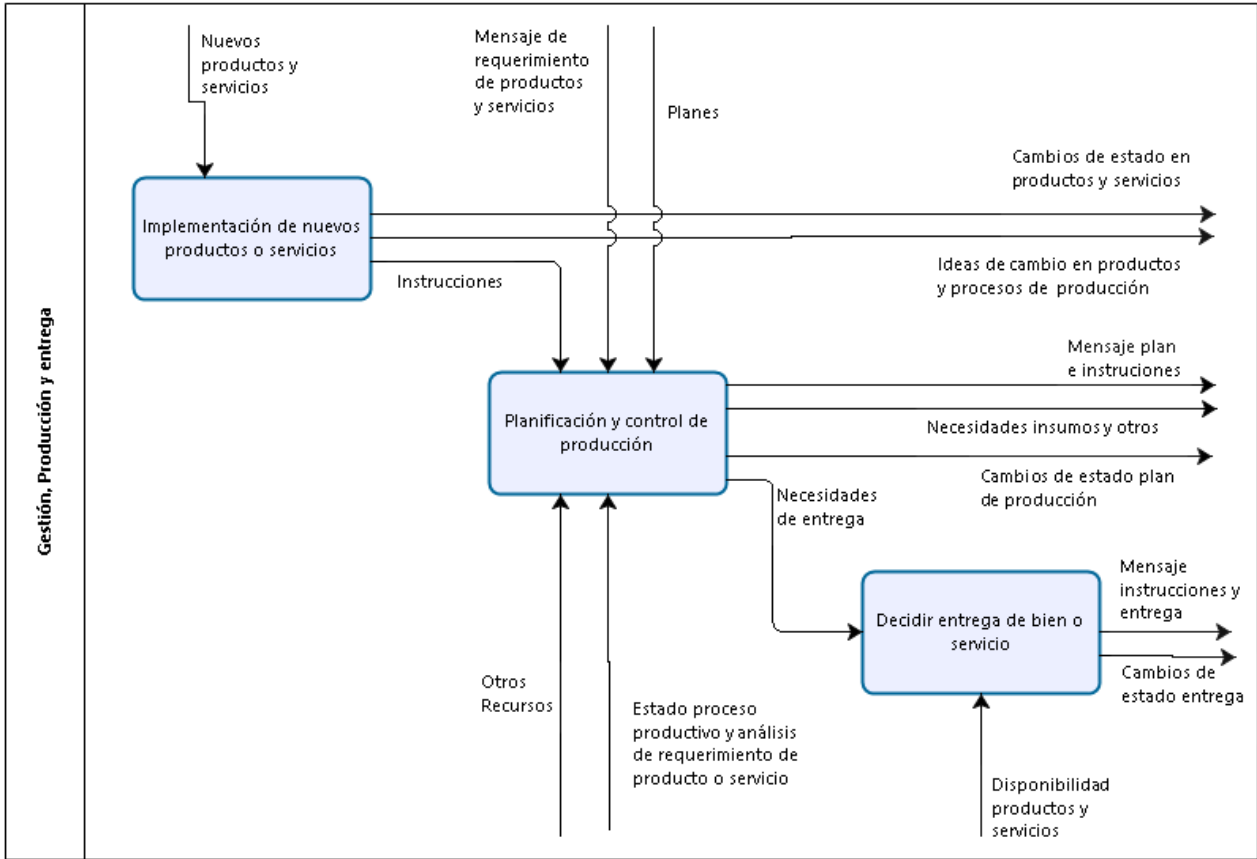 Gestión, Producción y entrega
Nuevos
productos y
servicios
Mensaje de
requerimiento
de productos
y servicios
Planes
Cambios de estado en
productos y servicios
Implementación de nuevos
productos o servicios
Instrucciones
Ideas de cambio en productos
y procesos de producción
Mensaje plan
e instruciones
Planificación y control de
producción
Necesidades insumos y otros
Cambios de estado plan
de producción
Necesidades
de entrega
Mensaje
instrucciones y
entrega
Decidir entrega de bien o
servicio
Cambios de
estado entrega
Otros
Recursos
Estado proceso
productivo y análisis
de requerimiento de
producto o servicio
Disponibilidad
productos y
servicios